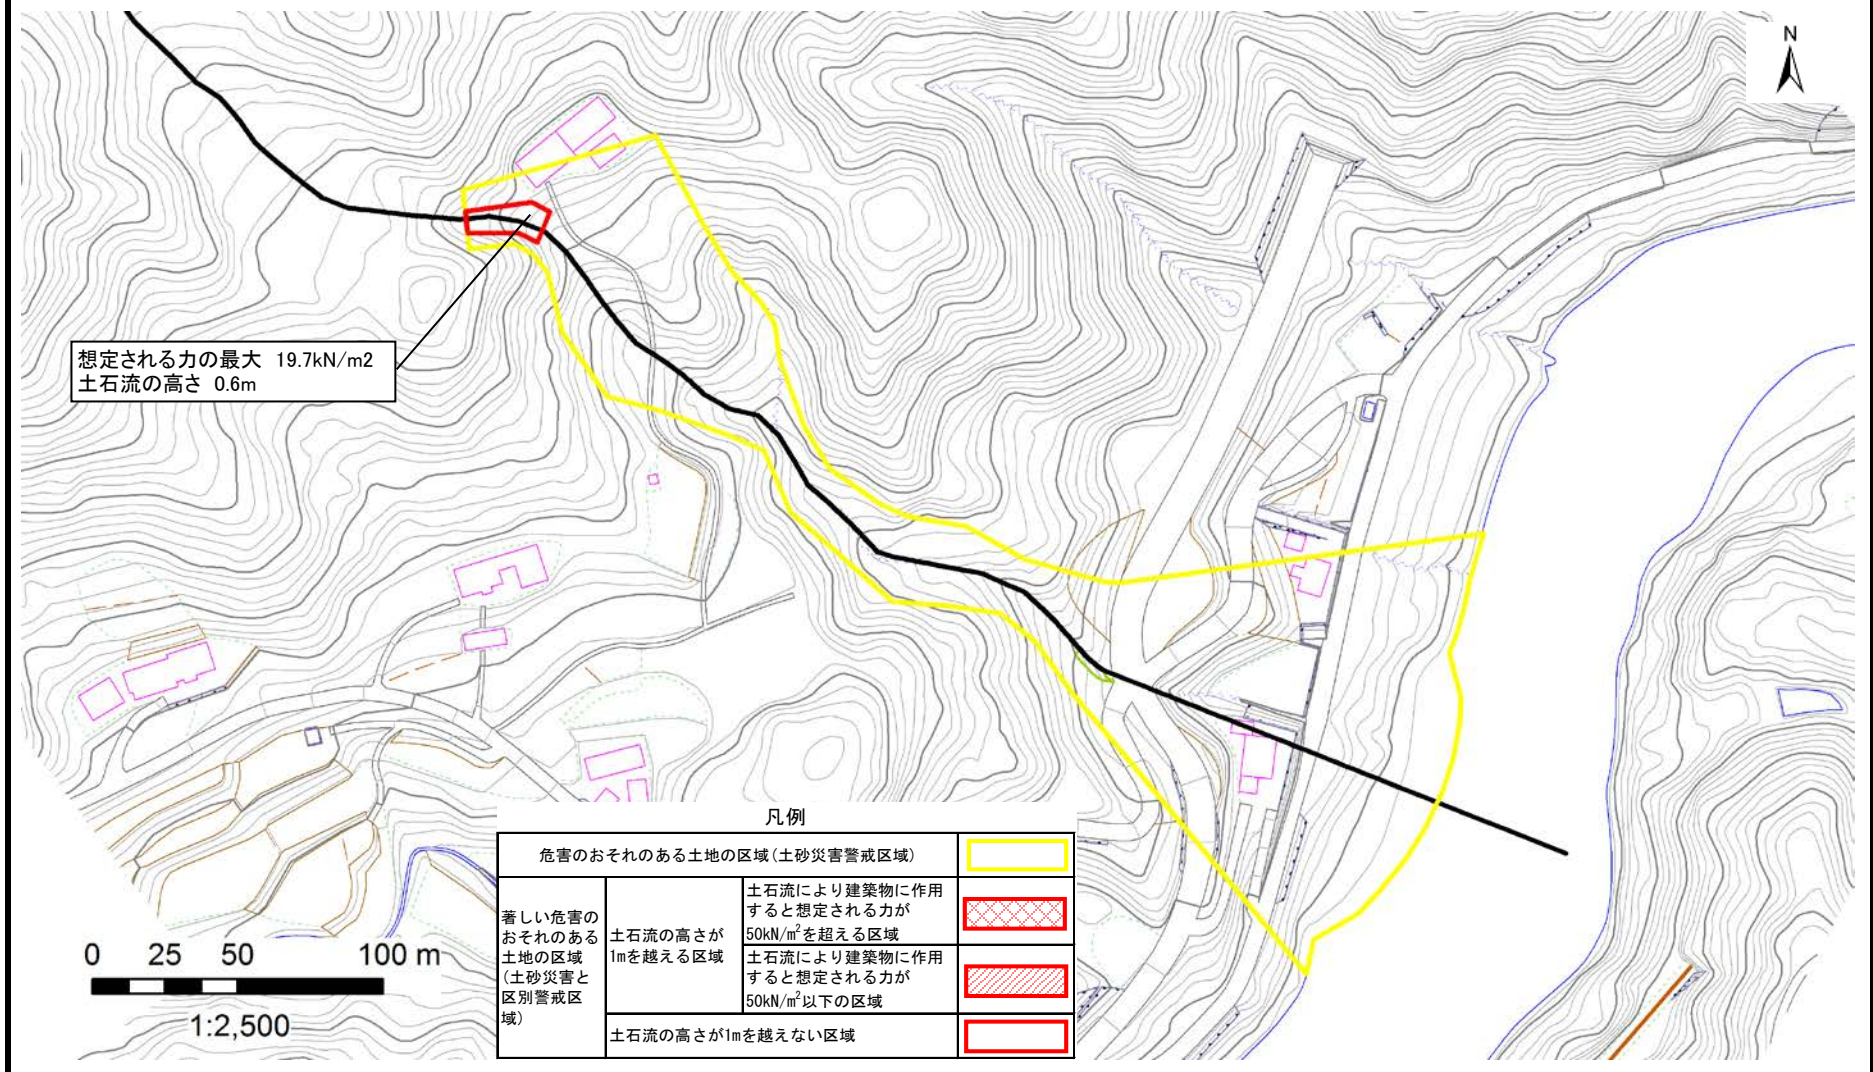 N
想定される力の最大 19.7kN/m2
土石流の高さ 0.6m
凡例
危害のおそれのある土地の区域(土砂災害警戒区域)
著しい危害の
おそれのある
土地の区域
(土砂災害と
区別警戒区
域)
土石流の高さが
1mを越える区域
土石流により建築物に作用
すると想定される力が
50kN/m²を超える区域
土石流により建築物に作用
すると想定される力が
50kN/m²以下の区域
土石流の高さが1mを越えない区域
0 25 50 100 m
1:2,500